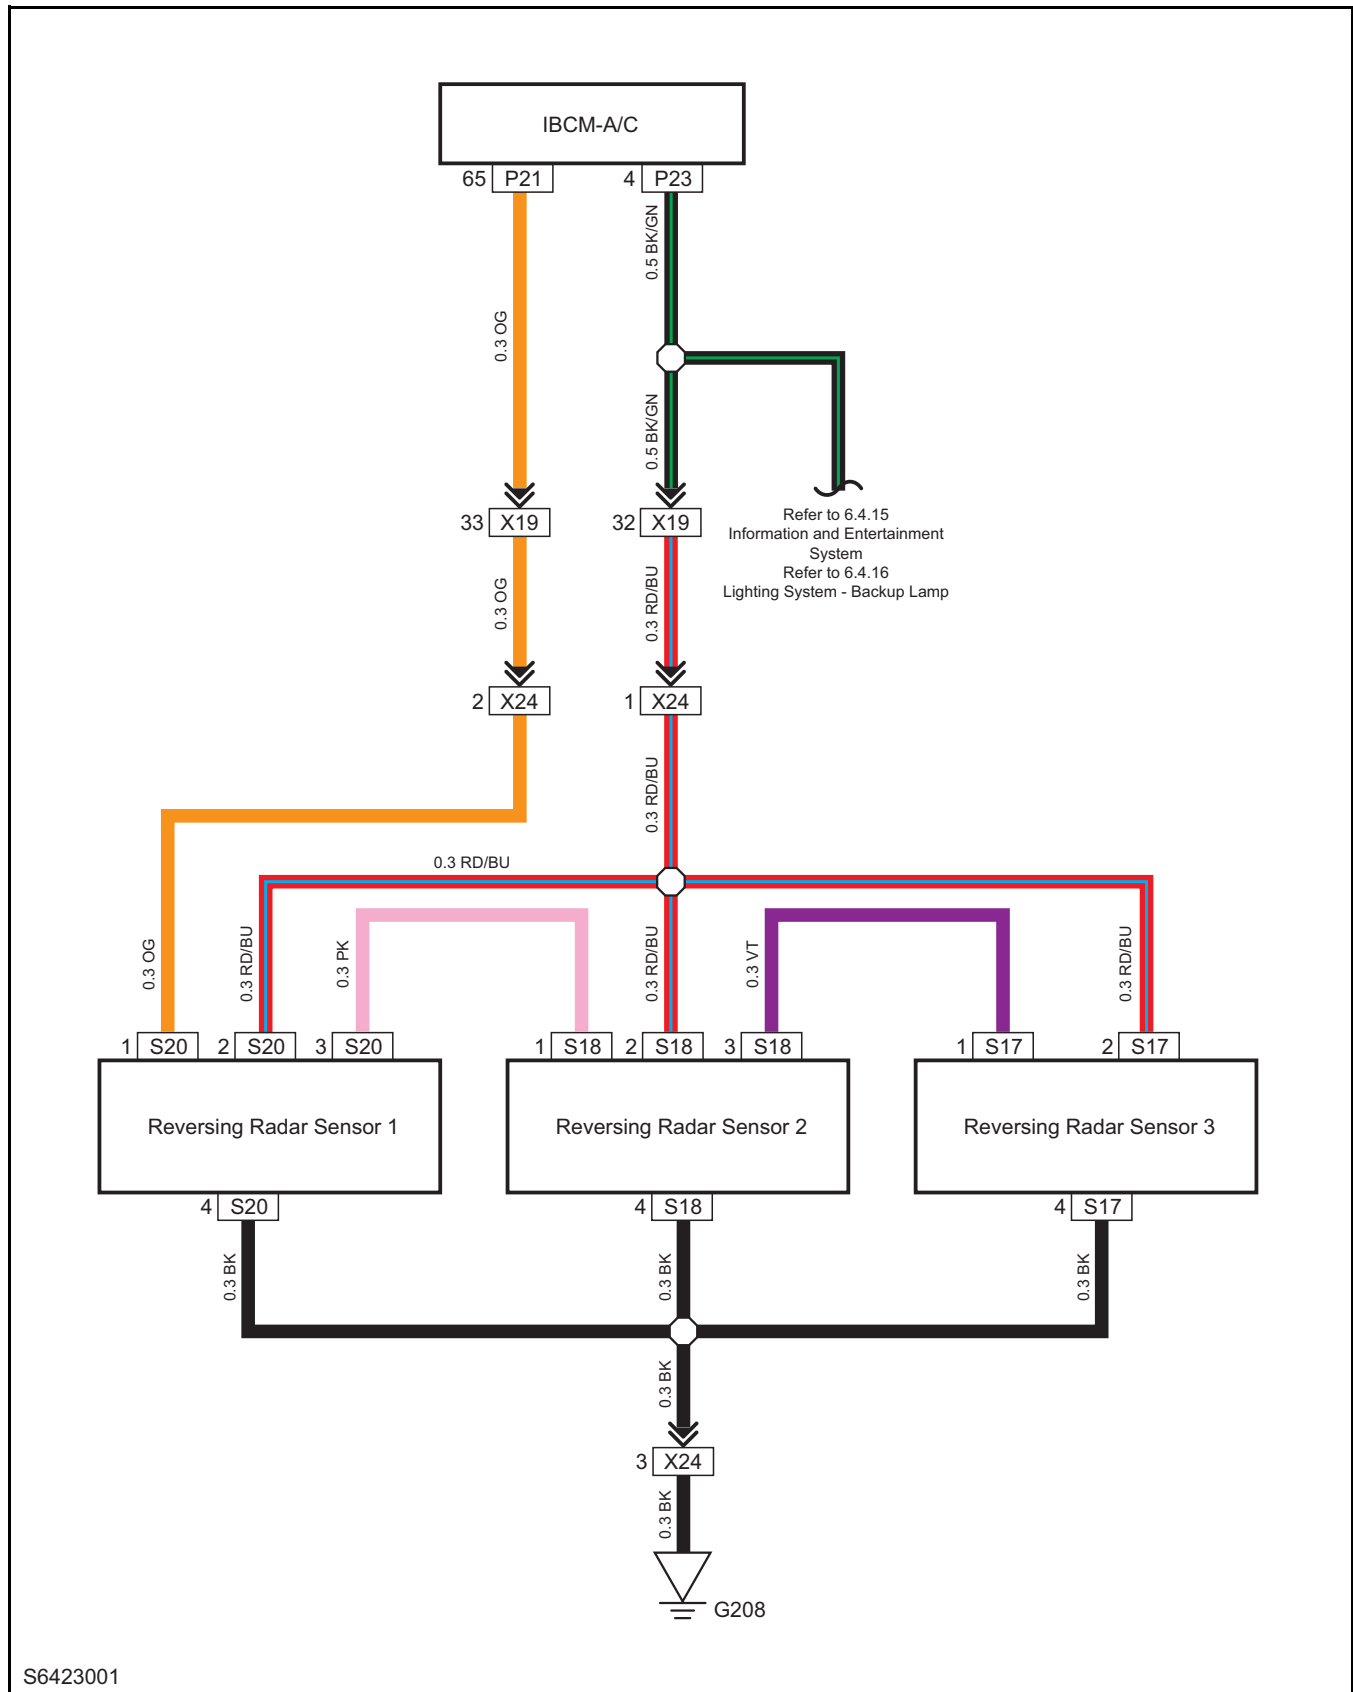 IBCM-A/C
65 P21
4 P23
0.5 BK/GN
0.3 OG
0.5 BK/GN
33 X19
32 X19
Refer to 6.4.15
Information and Entertainment
System
Refer to 6.4.16
Lighting System - Backup Lamp
0.3 OG
0.3 RD/BU
2 X24
1 X24
0.3 RD/BU
0.3 RD/BU
0.3 OG
0.3 RD/BU
0.3 PK
0.3 RD/BU
0.3 VT
0.3 RD/BU
1 S20
2 S20
3 S20
1 S18
2 S18
3 S18
1 S17
2 S17
Reversing Radar Sensor 1
Reversing Radar Sensor 2
Reversing Radar Sensor 3
4 S20
4 S18
4 S17
0.3 BK
0.3 BK
0.3 BK
0.3 BK
3 X24
0.3 BK
G208
S6423001